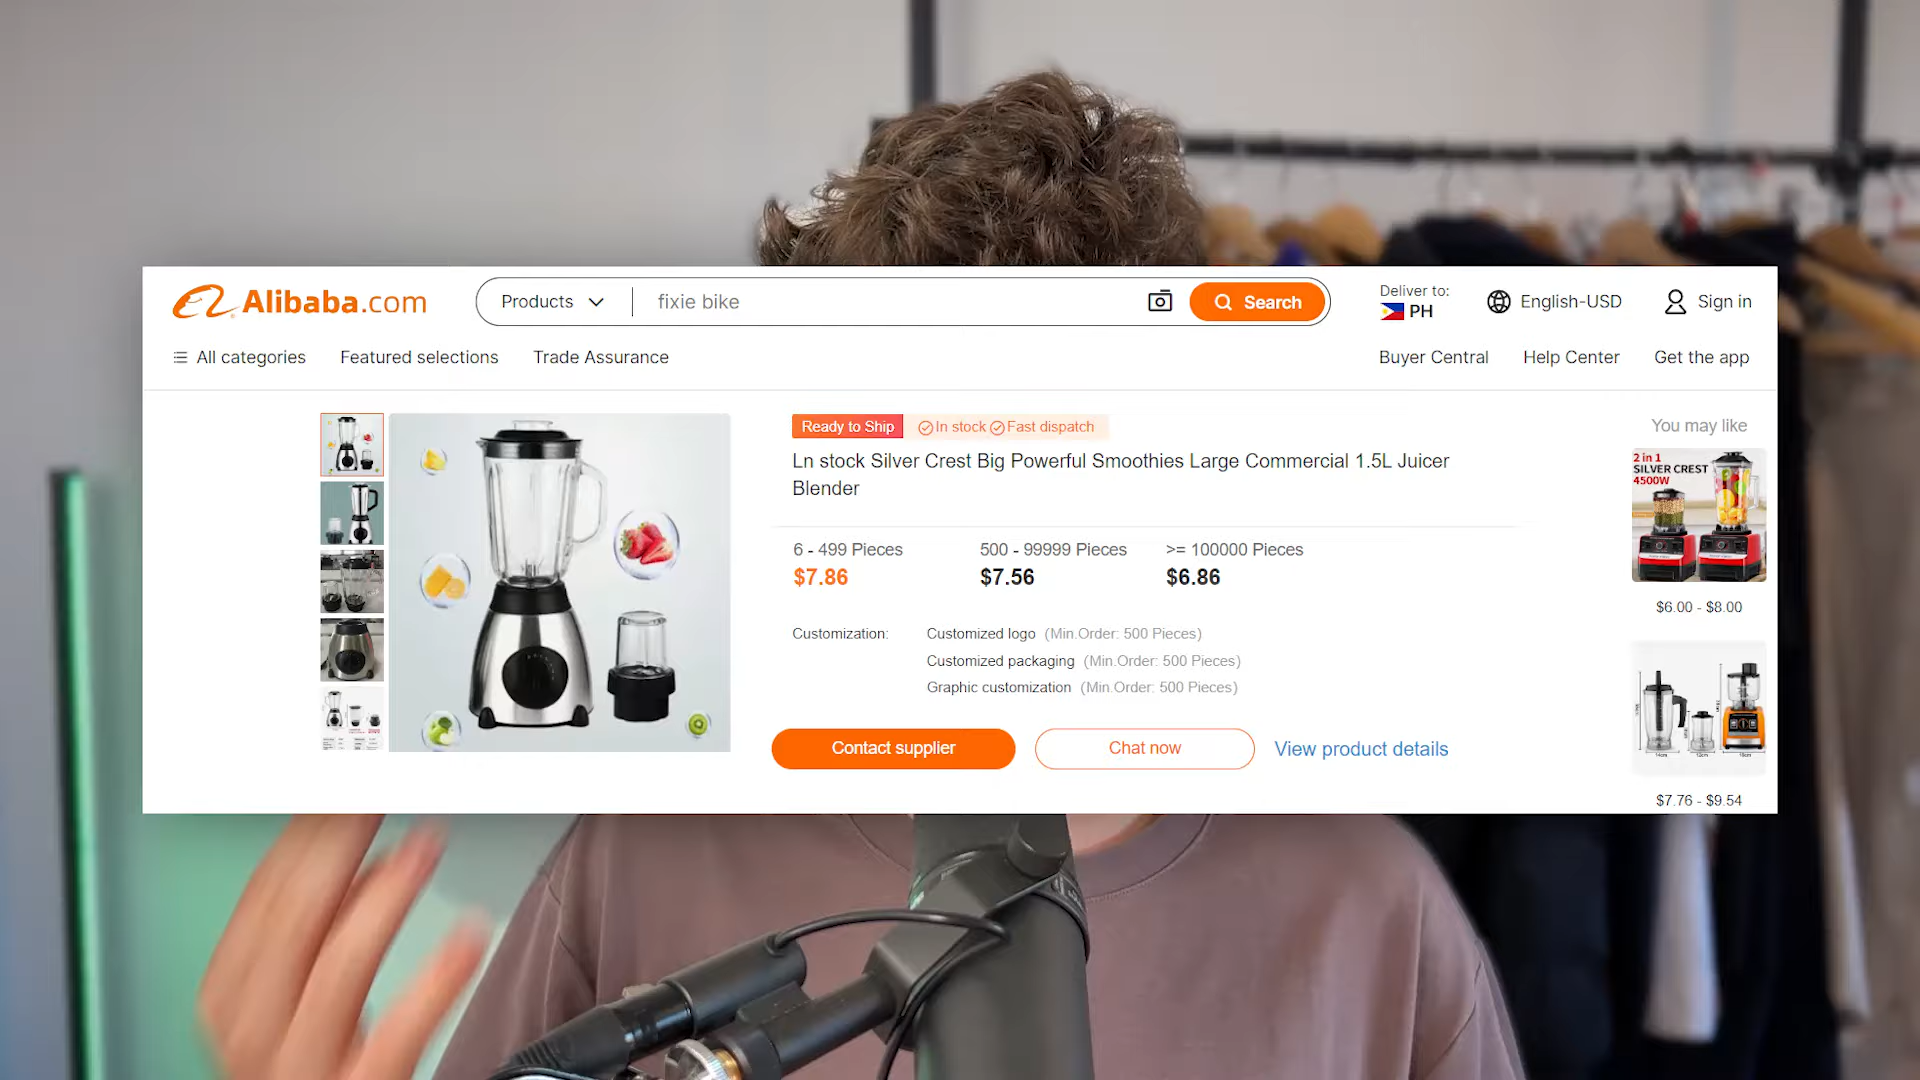 Alibaba.com
Products
fixie bike
Search
Deliver to:
PH
English-USD
Sign in
All categories
Featured selections
Trade Assurance
Buyer Central
Help Center
Get the app
Ready to Ship
In stock
Fast dispatch
Ln stock Silver Crest Big Powerful Smoothies Large Commercial 1.5L Juicer
Blender
6 - 499 Pieces
$7.86
500 - 99999 Pieces
$7.56
>= 100000 Pieces
$6.86
Customization:
Customized logo (Min.Order: 500 Pieces)
Customized packaging (Min.Order: 500 Pieces)
Graphic customization (Min.Order: 500 Pieces)
Contact supplier
Chat now
View product details
You may like
2 in 1
SILVER CREST
4500W
$6.00 - $8.00
$7.76 - $9.54